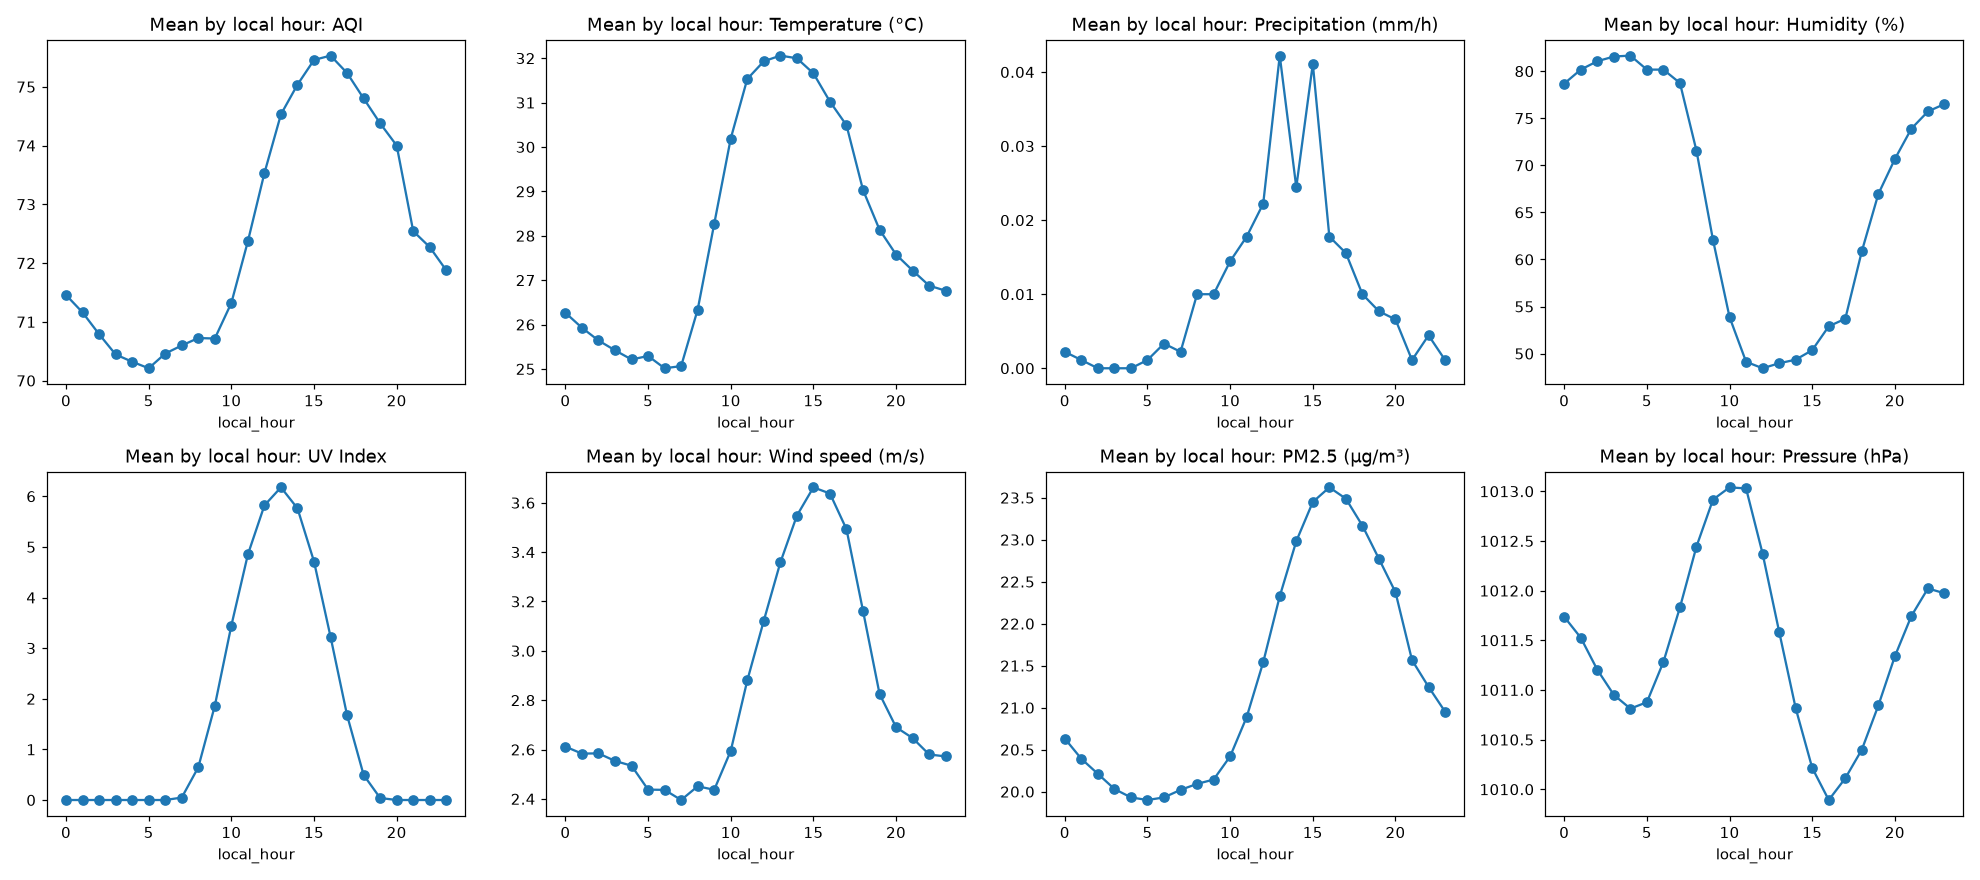 Mean by local hour: AQI
75
74
73
72
71
70
0 5 10 15 20
local_hour
Mean by local hour: Temperature (°C)
32
31
30
29
28
27
26
25
0 5 10 15 20
local_hour
Mean by local hour: Precipitation (mm/h)
0.04
0.03
0.02
0.01
0.00
0 5 10 15 20
local_hour
Mean by local hour: Humidity (%)
80
75
70
65
60
55
50
0 5 10 15 20
local_hour
Mean by local hour: UV Index
6
5
4
3
2
1
0
0 5 10 15 20
local_hour
Mean by local hour: Wind speed (m/s)
3.6
3.4
3.2
3.0
2.8
2.6
2.4
0 5 10 15 20
local_hour
Mean by local hour: PM2.5 (µg/m³)
23.5
23.0
22.5
22.0
21.5
21.0
20.5
20.0
0 5 10 15 20
local_hour
Mean by local hour: Pressure (hPa)
1013.0
1012.5
1012.0
1011.5
1011.0
1010.5
1010.0
0 5 10 15 20
local_hour